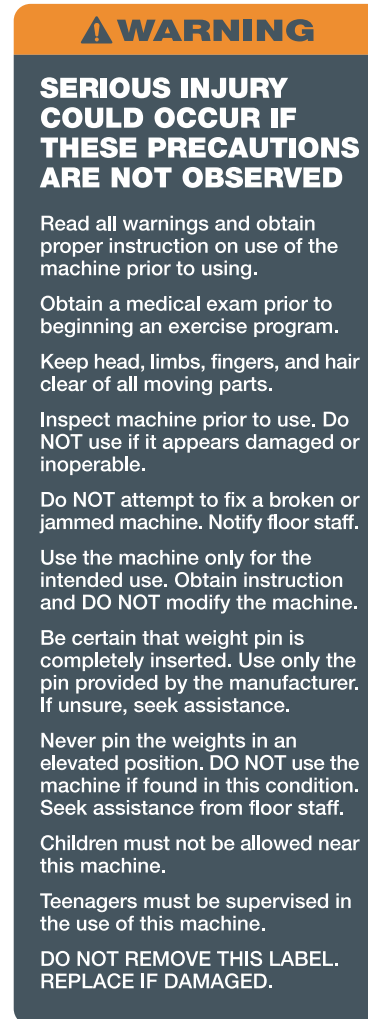 WARNING
SERIOUS INJURY
COULD OCCUR IF
THESE PRECAUTIONS
ARE NOT OBSERVED
Read all warnings and obtain
proper instruction on use of the
machine prior to using.
Obtain a medical exam prior to
beginning an exercise program.
Keep head, limbs, fingers, and hair
clear of all moving parts.
Inspect machine prior to use. Do
NOT use if it appears damaged or
inoperable.
Do NOT attempt to fix a broken or
jammed machine. Notify floor staff.
Use the machine only for the
intended use. Obtain instruction
and DO NOT modify the machine.
Be certain that weight pin is
completely inserted. Use only the
pin provided by the manufacturer.
If unsure, seek assistance.
Never pin the weights in an
elevated position. DO NOT use the
machine if found in this condition.
Seek assistance from floor staff.
Children must not be allowed near
this machine.
Teenagers must be supervised in
the use of this machine.
DO NOT REMOVE THIS LABEL.
REPLACE IF DAMAGED.